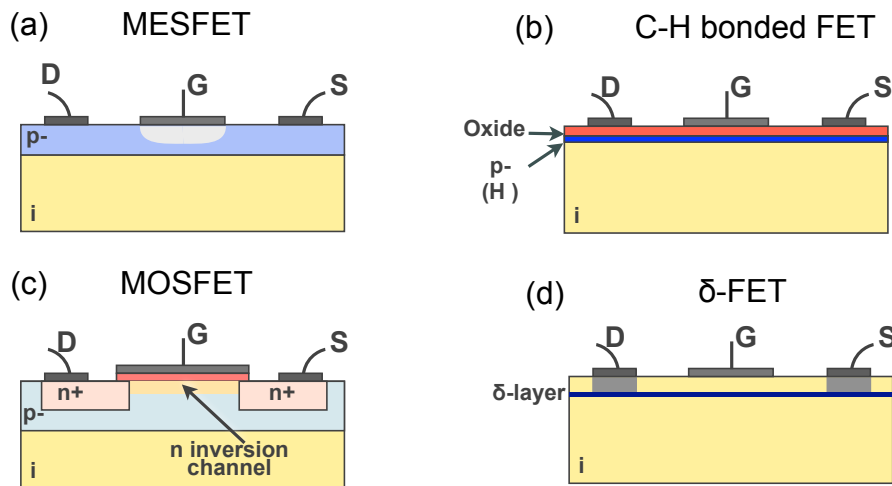 (a) MESFET
D G S
p-
i
(b) C-H bonded FET
D G S
Oxide
p-
(H )
i
(c) MOSFET
D G S
n+ n+
p-
n inversion
channel
i
(d) δ-FET
D G S
δ-layer
i